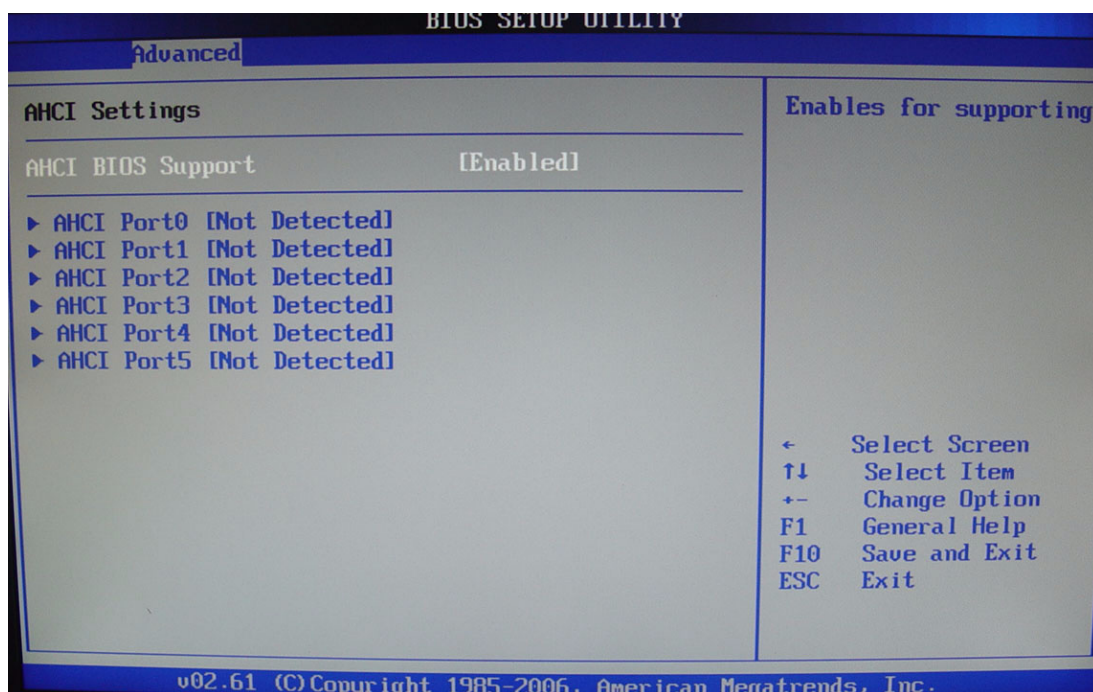 BIOS SETUP UTILITY
Advanced
AHCI Settings
AHCI BIOS Support [Enabled]
AHCI Port0 [Not Detected]
AHCI Port1 [Not Detected]
AHCI Port2 [Not Detected]
AHCI Port3 [Not Detected]
AHCI Port4 [Not Detected]
AHCI Port5 [Not Detected]
Enables for supporting
← Select Screen
↑↓ Select Item
+- Change Option
F1 General Help
F10 Save and Exit
ESC Exit
v02.61 (C)Copyright 1985-2006, American Megatrends, Inc.